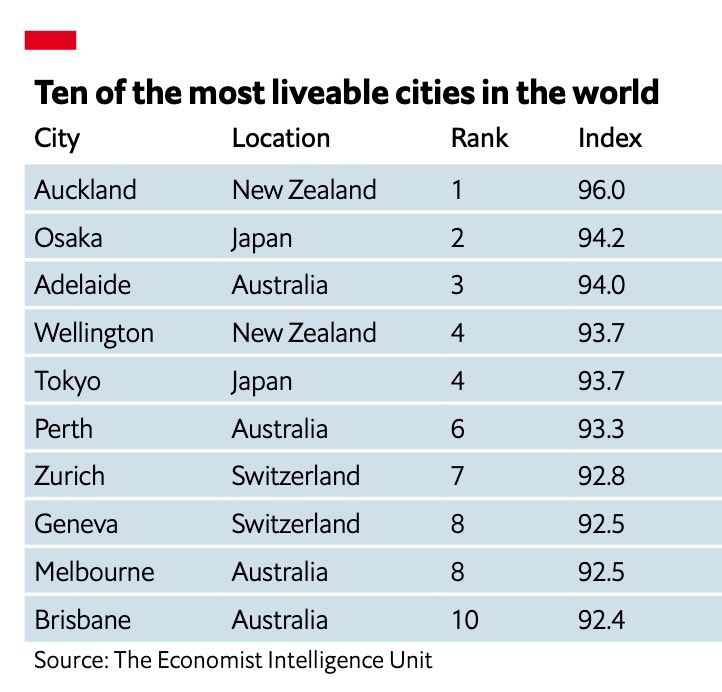 Ten of the most liveable cities in the world
City Location Rank Index
Auckland New Zealand 1 96.0
Osaka Japan 2 94.2
Adelaide Australia 3 94.0
Wellington New Zealand 4 93.7
Tokyo Japan 4 93.7
Perth Australia 6 93.3
Zurich Switzerland 7 92.8
Geneva Switzerland 8 92.5
Melbourne Australia 8 92.5
Brisbane Australia 10 92.4
Source: The Economist Intelligence Unit